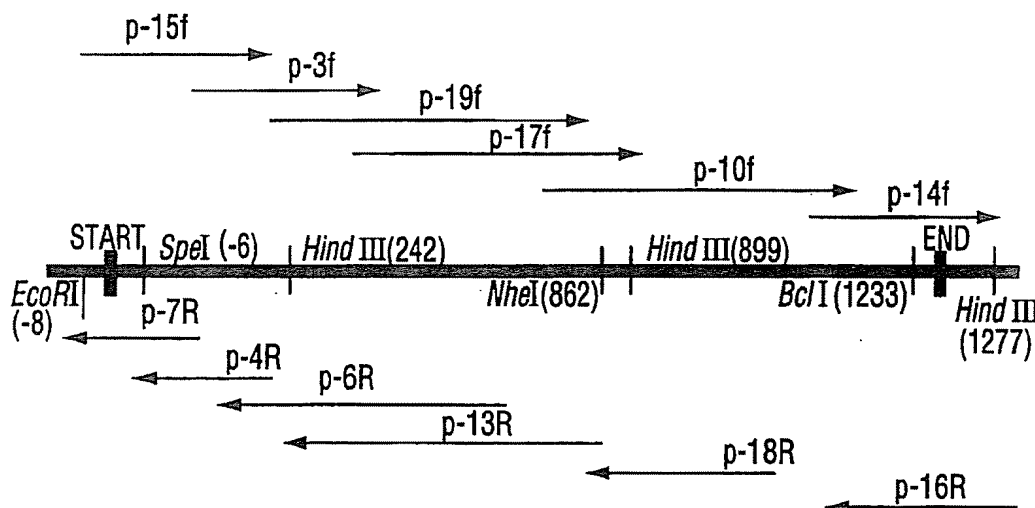 p-15f
p-3f
p-19f
p-17f
p-10f
p-14f
START
SpeI (-6)
Hind III(242)
Hind III(899)
END
EcoRI
(-8)
NheI(862)
BclI(1233)
Hind III
(1277)
p-7R
p-4R
p-6R
p-13R
p-18R
p-16R